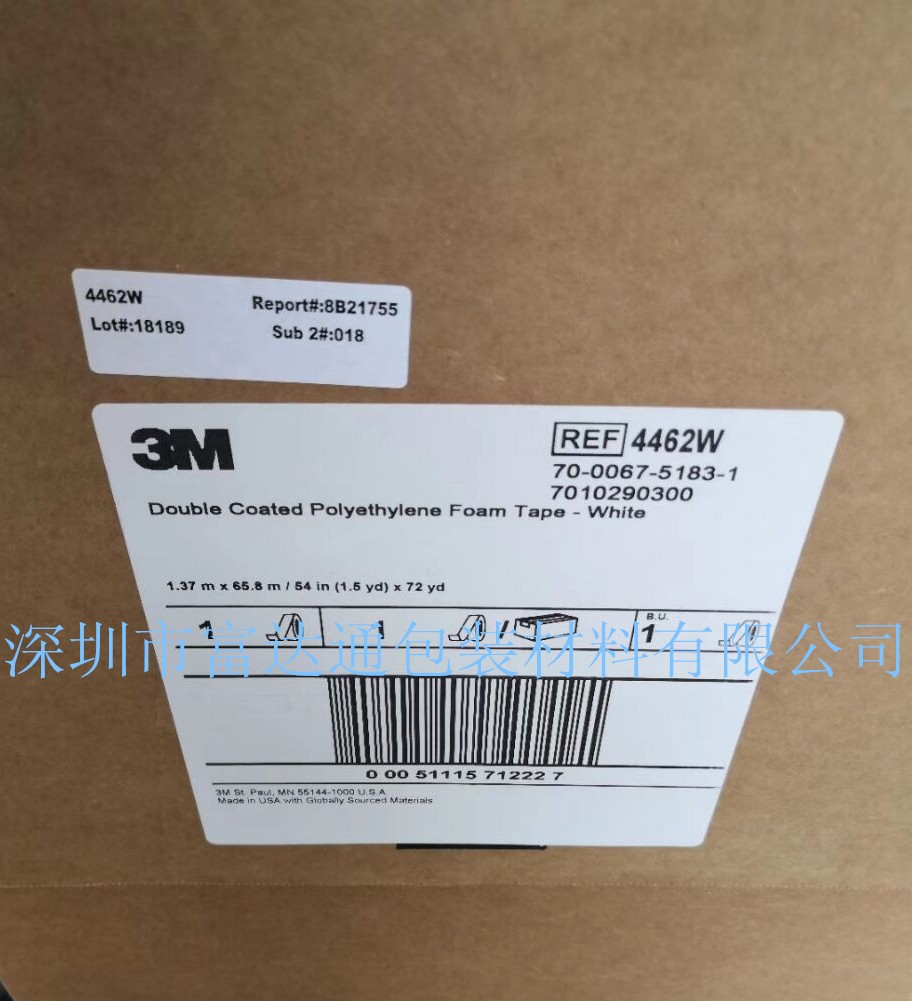 4462W
Report#:8B21755
Lot#:18189
Sub 2#:018
3M
REF 4462W
70-0067-5183-1
7010290300
Double Coated Polyethylene Foam Tape - White
1.37 m x 65.8 m / 54 in (1.5 yd) x 72 yd
1 1 / B.U. 1
深圳市富达通包装材料有限公司
0 00 51115 71222 7
3M St. Paul, MN 55144-1000 U.S.A.
Made in USA with Globally Sourced Materials